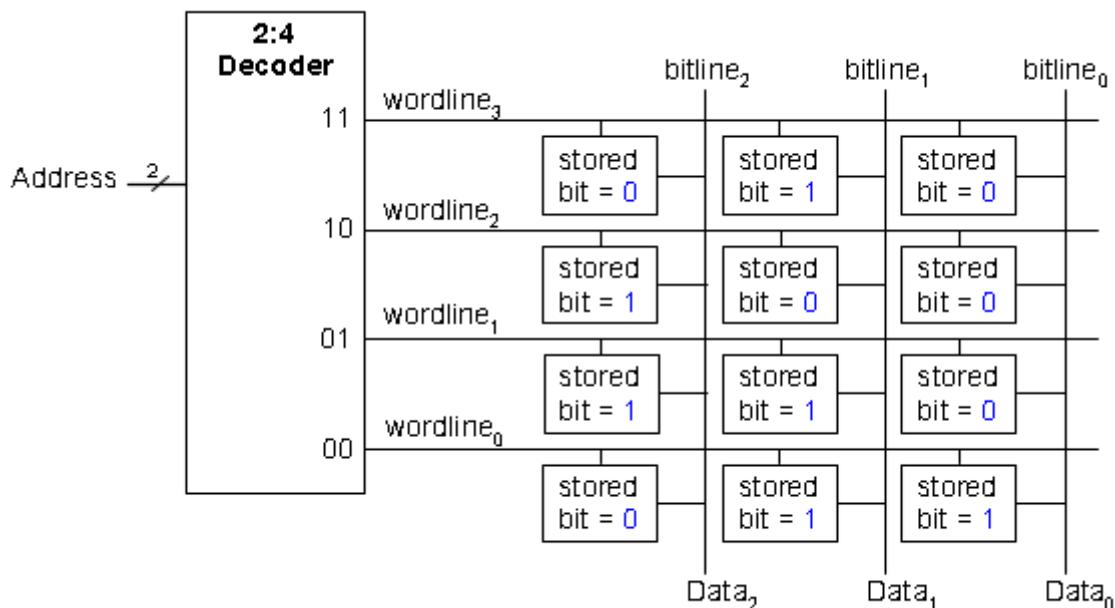 2:4
Decoder
bitline₂ bitline₁ bitline₀
wordline₃
11
stored bit = 0
stored bit = 1
stored bit = 0
Address 2
wordline₂
10
stored bit = 1
stored bit = 0
stored bit = 0
wordline₁
01
stored bit = 1
stored bit = 1
stored bit = 0
wordline₀
00
stored bit = 0
stored bit = 1
stored bit = 1
Data₂ Data₁ Data₀